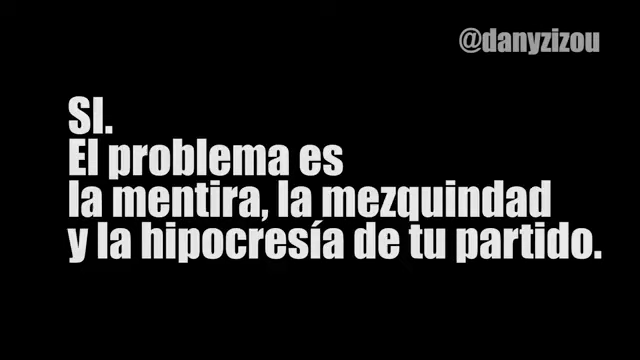 @danyzizou
SI.
El problema es
la mentira, la mezquindad
y la hipocresía de tu partido.